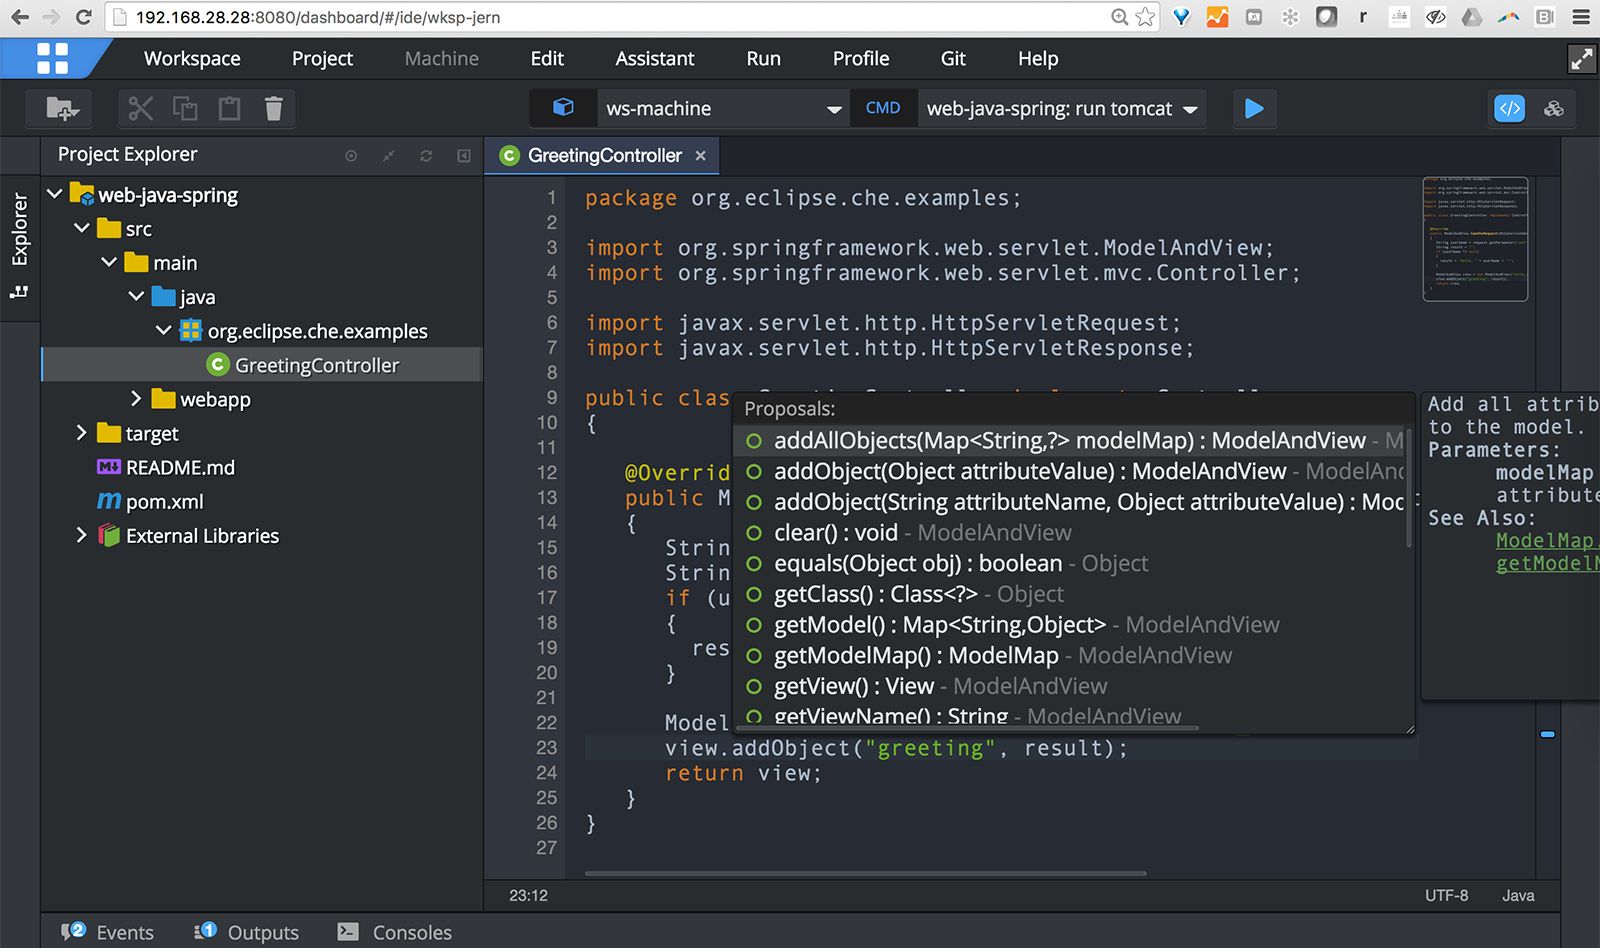 192.168.28.28:8080/dashboard/#/ide/wksp-jern
Workspace Project Machine Edit Assistant Run Profile Git Help
ws-machine CMD web-java-spring: run tomcat
Project Explorer
GreetingController ×
Explorer
web-java-spring
src
main
java
org.eclipse.che.examples
GreetingController
webapp
target
README.md
pom.xml
External Libraries
1 package org.eclipse.che.examples;
2
3 import org.springframework.web.servlet.ModelAndView;
4 import org.springframework.web.servlet.mvc.Controller;
5
6 import javax.servlet.http.HttpServletRequest;
7 import javax.servlet.http.HttpServletResponse;
8
9 public clas
10 {
11
12 @Overrid
13 public M
14 {
15 Strin
16 Strin
17 if (u
18 {
19 res
20 }
21
22 Model
23 view.addObject("greeting", result);
24 return view;
25 }
26 }
27
Proposals:
addAllObjects(Map<String,?> modelMap) : ModelAndView - M
addObject(Object attributeValue) : ModelAndView - ModelAnd
addObject(String attributeName, Object attributeValue) : Moc
clear() : void - ModelAndView
equals(Object obj) : boolean - Object
getClass() : Class<?> - Object
getModel() : Map<String,Object> - ModelAndView
getModelMap() : ModelMap - ModelAndView
getView() : View - ModelAndView
getViewName() : String - ModelAndView
Add all attrib
to the model.
Parameters:
modelMap
attribute
See Also:
ModelMap.
getModelM
23:12 UTF-8 Java
2 Events 1 Outputs Consoles